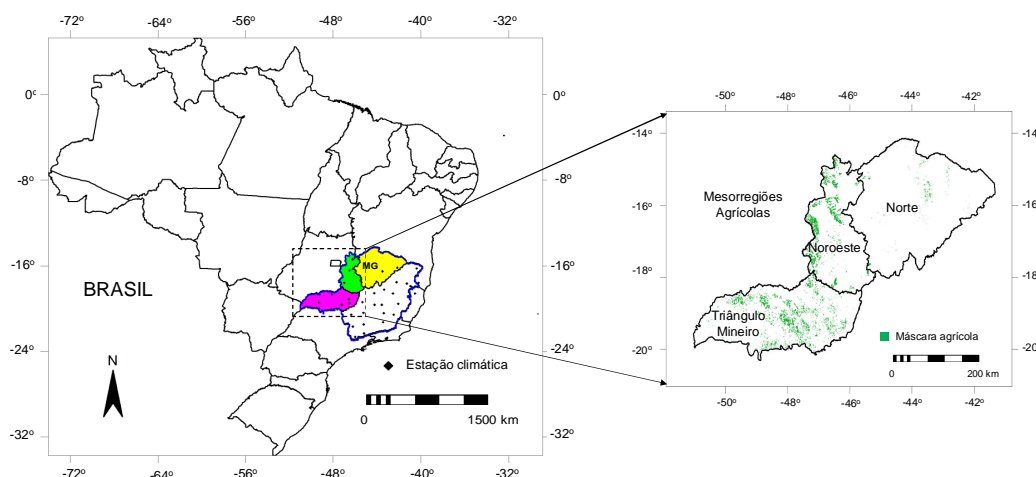 -72º -64º -56º -48º -40º -32º
0º 0º
-8º -8º
-16º -16º
-24º -24º
-32º -32º
MG
BRASIL
N
Estação climática
0 1500 km
-72º -64º -56º -48º -40º -32º
-50º -48º -46º -44º -42º
-14º -14
-16º -16
-18º -18
-20º -20
Mesorregiões
Agrícolas
Norte
Noroeste
Triângulo
Mineiro
Máscara agrícola
0 200 km
-50º -48º -46º -44º -42º